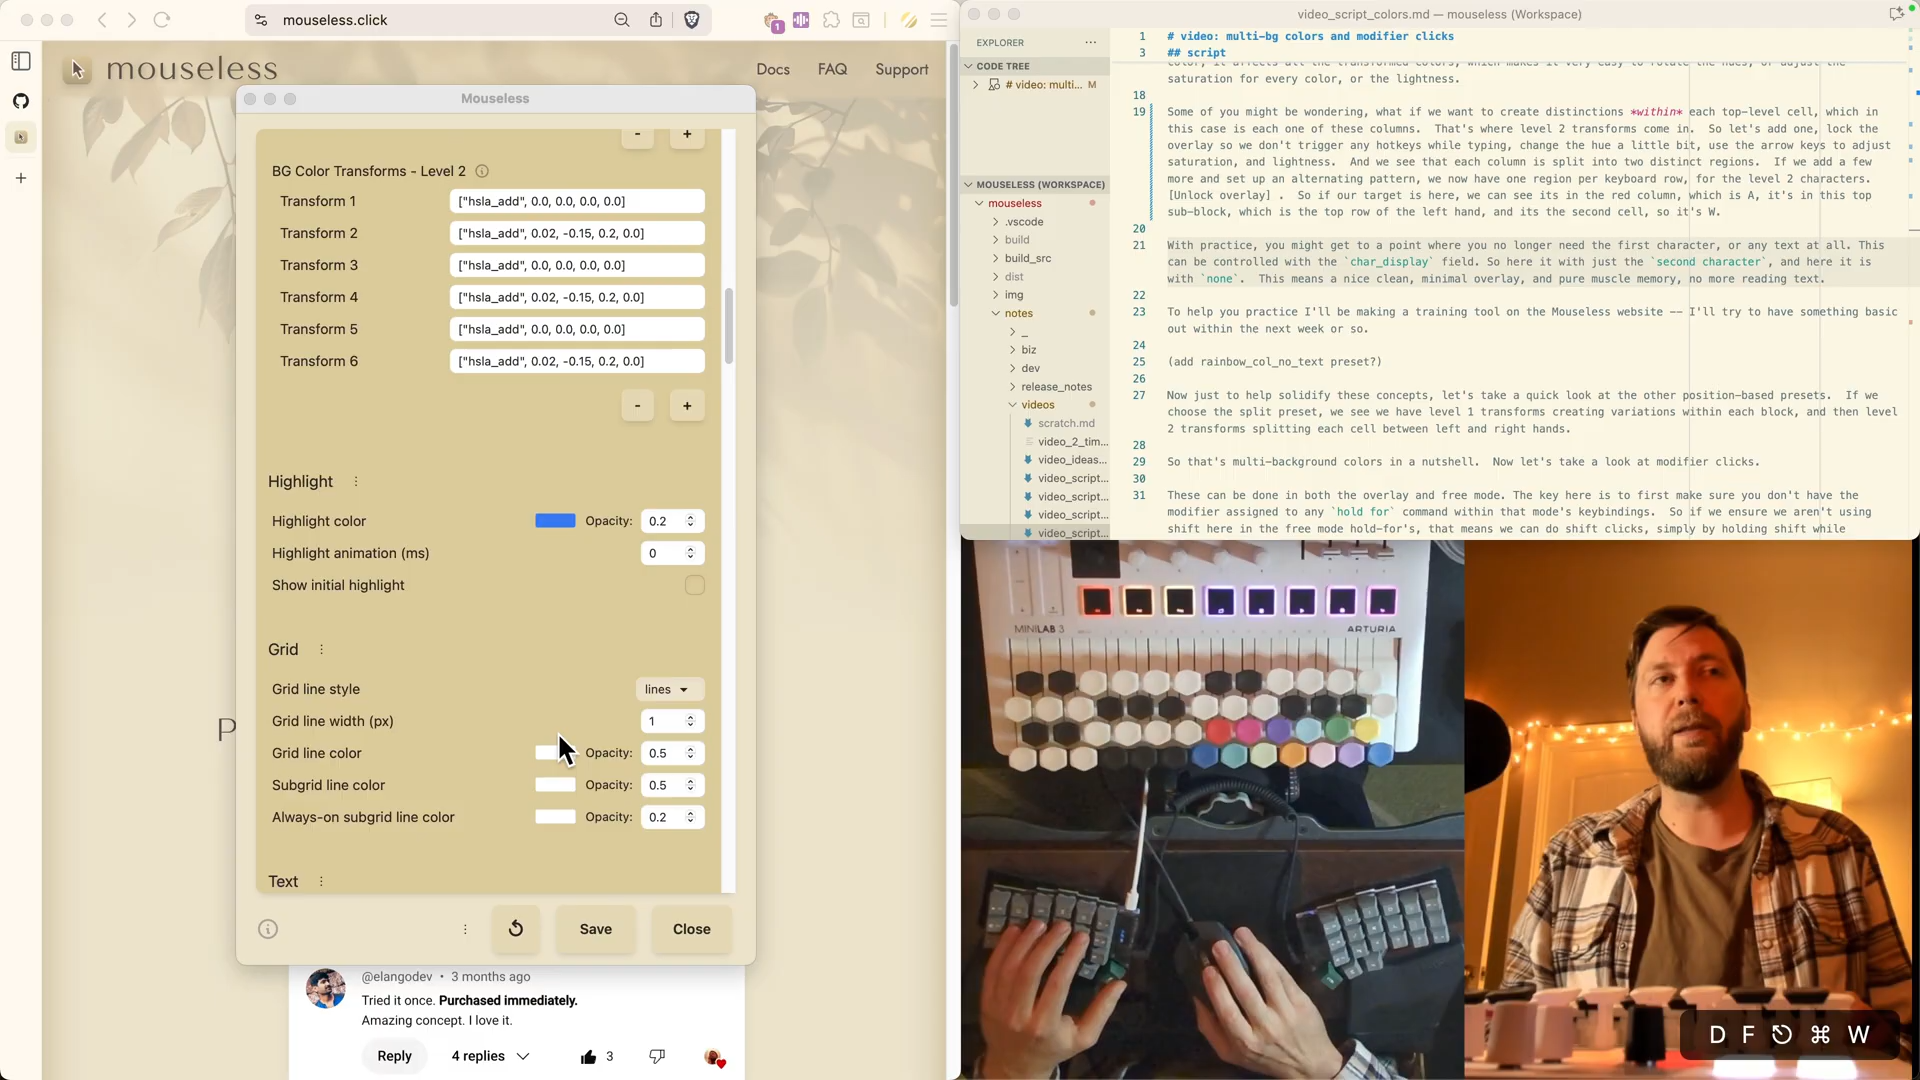 mouseless.click
1
mouseless
Docs
FAQ
Support
Mouseless
- +
BG Color Transforms - Level 2
Transform 1 ["hsla_add", 0.0, 0.0, 0.0, 0.0]
Transform 2 ["hsla_add", 0.02, -0.15, 0.2, 0.0]
Transform 3 ["hsla_add", 0.0, 0.0, 0.0, 0.0]
Transform 4 ["hsla_add", 0.02, -0.15, 0.2, 0.0]
Transform 5 ["hsla_add", 0.0, 0.0, 0.0, 0.0]
Transform 6 ["hsla_add", 0.02, -0.15, 0.2, 0.0]
- +
Highlight
Highlight color Opacity: 0.2
Highlight animation (ms) 0
Show initial highlight
Grid
Grid line style lines
Grid line width (px) 1
Grid line color Opacity: 0.5
Subgrid line color Opacity: 0.5
Always-on subgrid line color Opacity: 0.2
Text
Save
Close
P
@elangodev • 3 months ago
Tried it once. Purchased immediately.
Amazing concept. I love it.
Reply
4 replies
3
video_script_colors.md — mouseless (Workspace)
EXPLORER
CODE TREE
# video: multi... M
MOUSELESS (WORKSPACE)
mouseless
.vscode
build
build_src
dist
img
notes
_
biz
dev
release_notes
videos
scratch.md
video_2_tim...
video_ideas...
video_script...
video_script...
video_script...
video_script...
1 # video: multi-bg colors and modifier clicks
3 ## script
color, it affects all the transformed colors, which makes it very easy to rotate the hues, or adjust the
saturation for every color, or the lightness.
18
19 Some of you might be wondering, what if we want to create distinctions *within* each top-level cell, which in
this case is each one of these columns.  That's where level 2 transforms come in.  So let's add one, lock the
overlay so we don't trigger any hotkeys while typing, change the hue a little bit, use the arrow keys to adjust
saturation, and lightness.  And we see that each column is split into two distinct regions.  If we add a few
more and set up an alternating pattern, we now have one region per keyboard row, for the level 2 characters.
[Unlock overlay] .  So if our target is here, we can see its in the red column, which is A, it's in this top
sub-block, which is the top row of the left hand, and its the second cell, so it's W.
20
21 With practice, you might get to a point where you no longer need the first character, or any text at all. This
can be controlled with the `char_display` field. So here it with just the `second character`, and here it is
with `none`.  This means a nice clean, minimal overlay, and pure muscle memory, no more reading text.
22
23 To help you practice I'll be making a training tool on the Mouseless website -- I'll try to have something basic
out within the next week or so.
24
25 (add rainbow_col_no_text preset?)
26
27 Now just to help solidify these concepts, let's take a quick look at the other position-based presets.  If we
choose the split preset, we see we have level 1 transforms creating variations within each block, and then level
2 transforms splitting each cell between left and right hands.
28
29 So that's multi-background colors in a nutshell.  Now let's take a look at modifier clicks.
30
31 These can be done in both the overlay and free mode. The key here is to first make sure you don't have the
modifier assigned to any `hold for` command within that mode's keybindings.  So if we ensure we aren't using
shift here in the free mode hold-for's, that means we can do shift clicks, simply by holding shift while
MINILAB 3
ARTURIA
D F ⌘ W